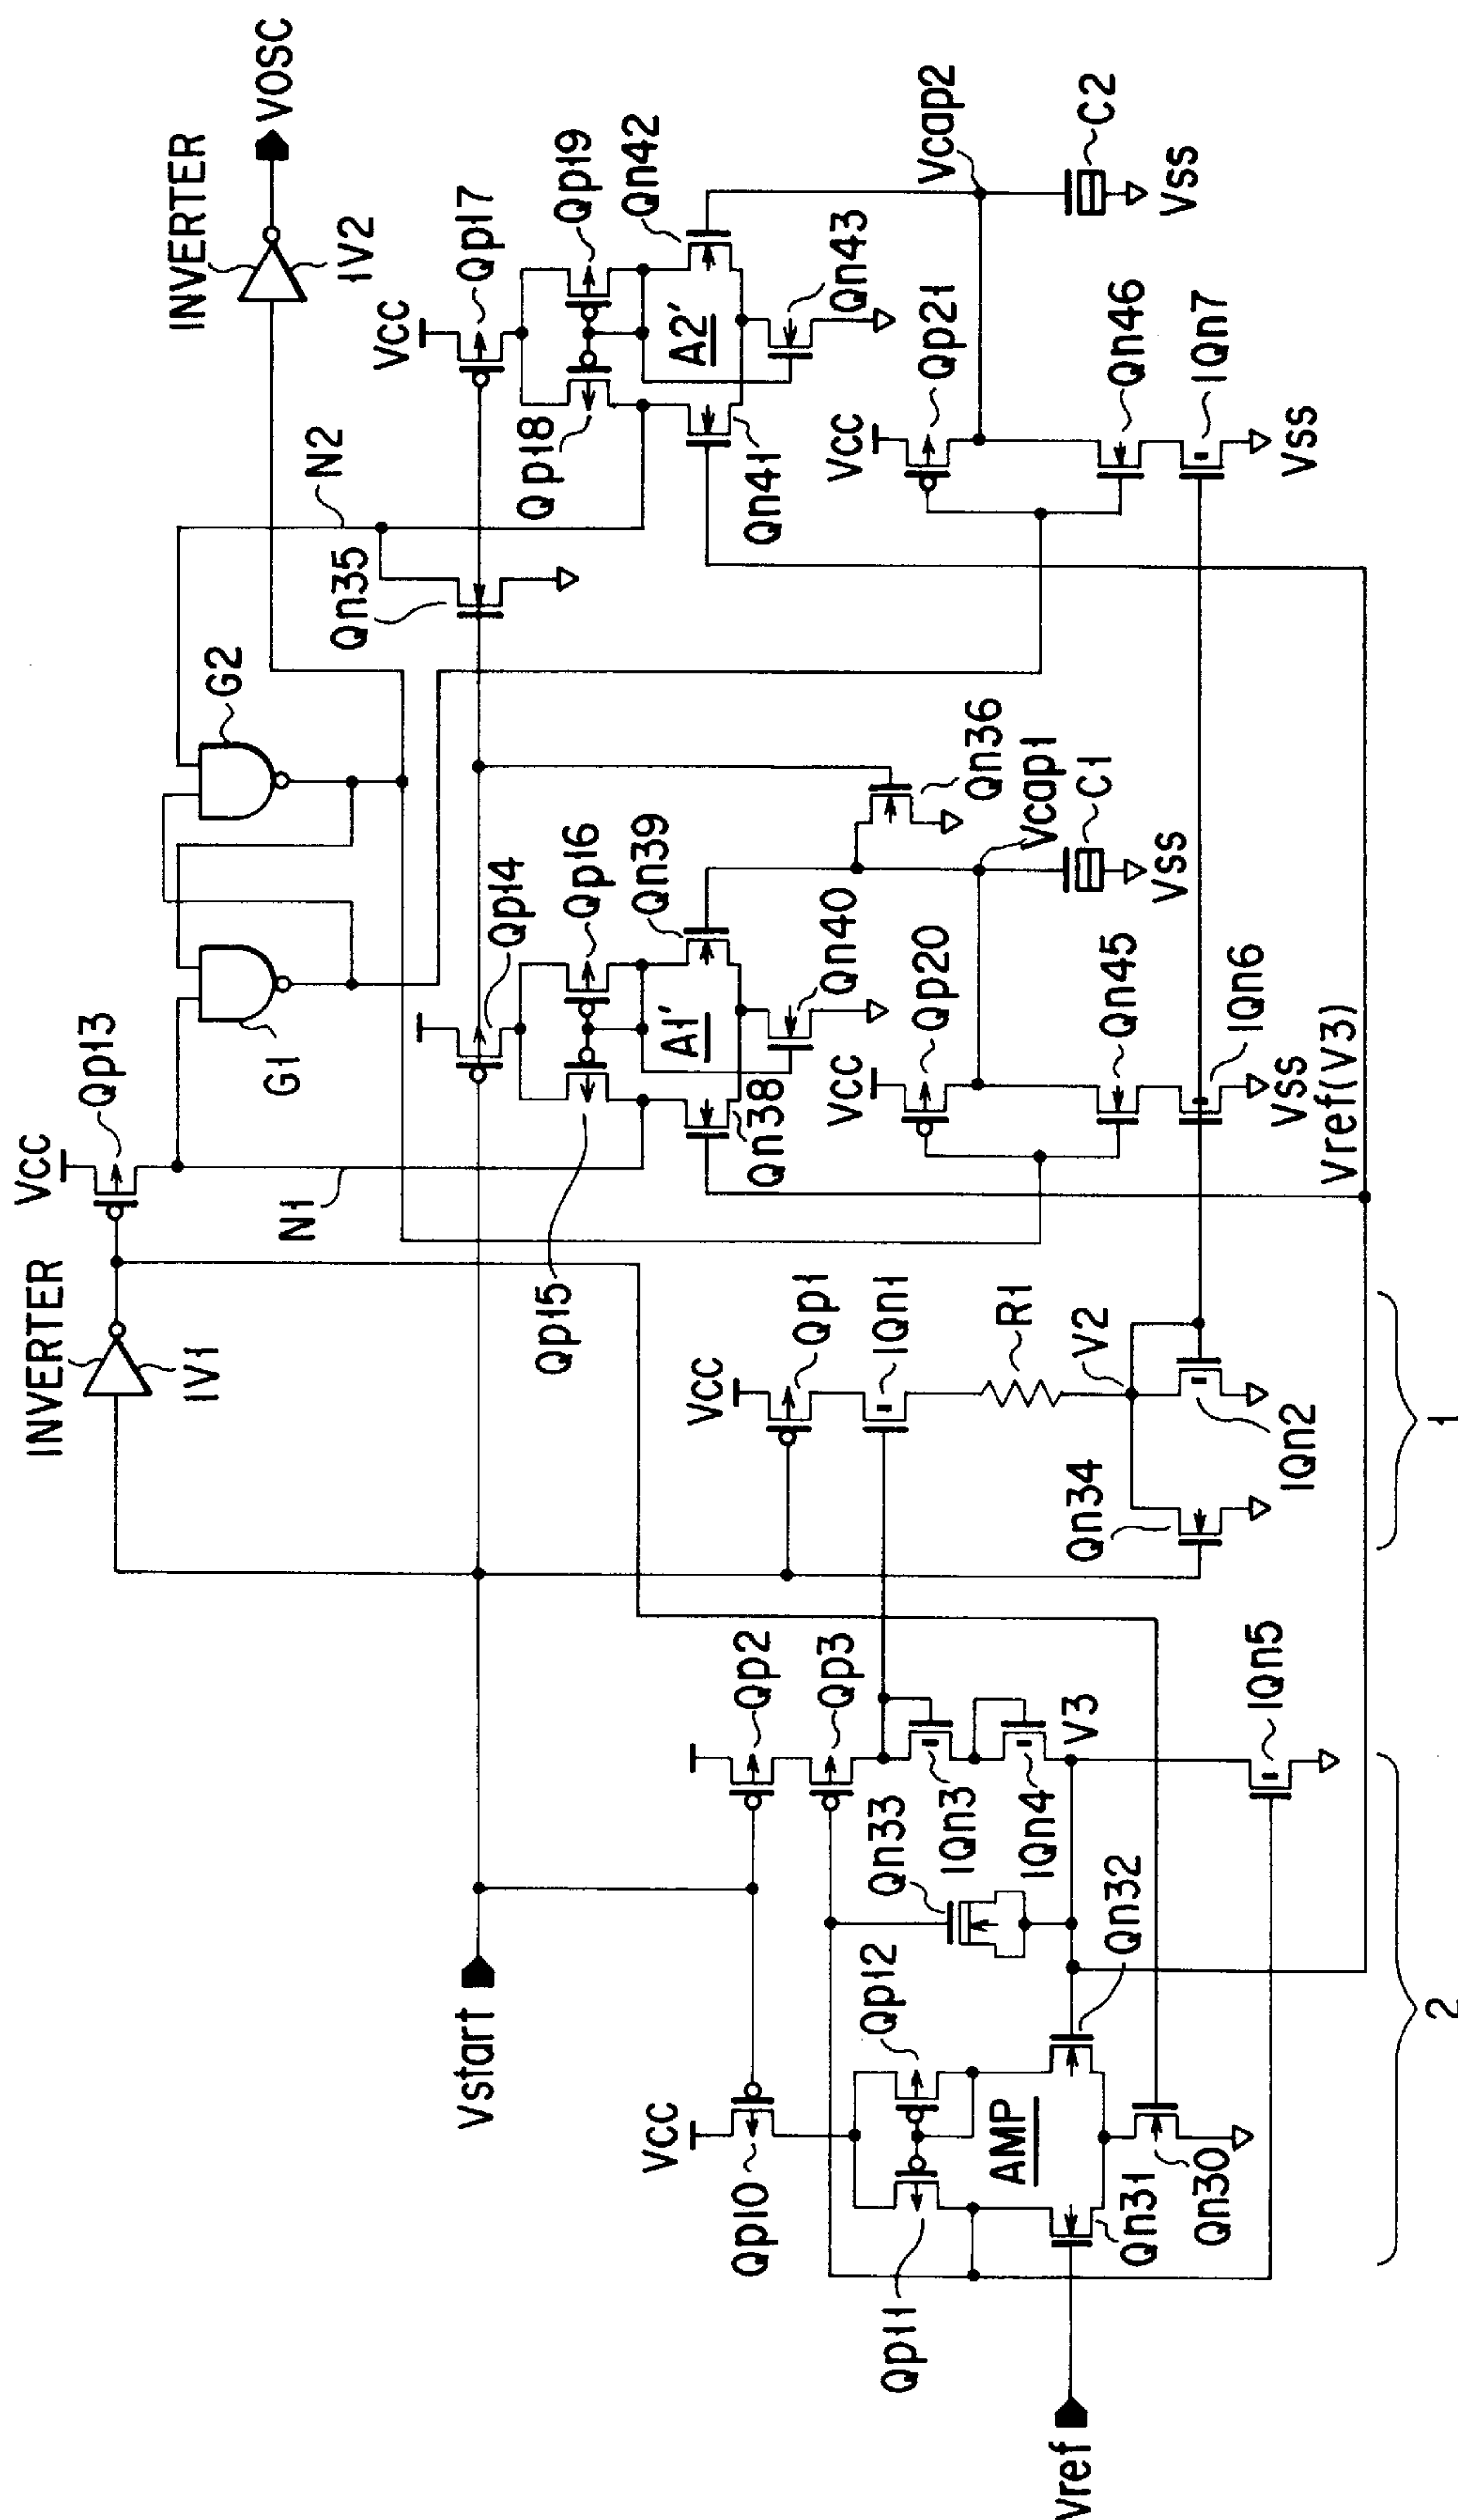 INVERTER
IV1
VCC
Qp13
N1
G1
G2
N2
Qn35
INVERTER
IV2
VOSC
Vstart
Qp14
Qp15
Qp16
A1'
Qn38
Qn39
Qn40
Qn36
Vcap1
C1
VSS
VCC
Qp20
Qn45
IQn6
VSS
VCC
Qp17
Qp18
Qp19
A2'
Qn41
Qn42
Qn43
Vcap2
C2
VSS
VCC
Qp21
Qn46
IQn7
VSS
Vref(V3)
VCC
Qp1
IQn1
R1
V2
Qn34
IQn2
1
VCC
Qp10
Qp11
Qp12
AMP
Qn31
Qn32
Qn30
Qp2
Qp3
Qn33
IQn3
IQn4
V3
IQn5
Vref
2